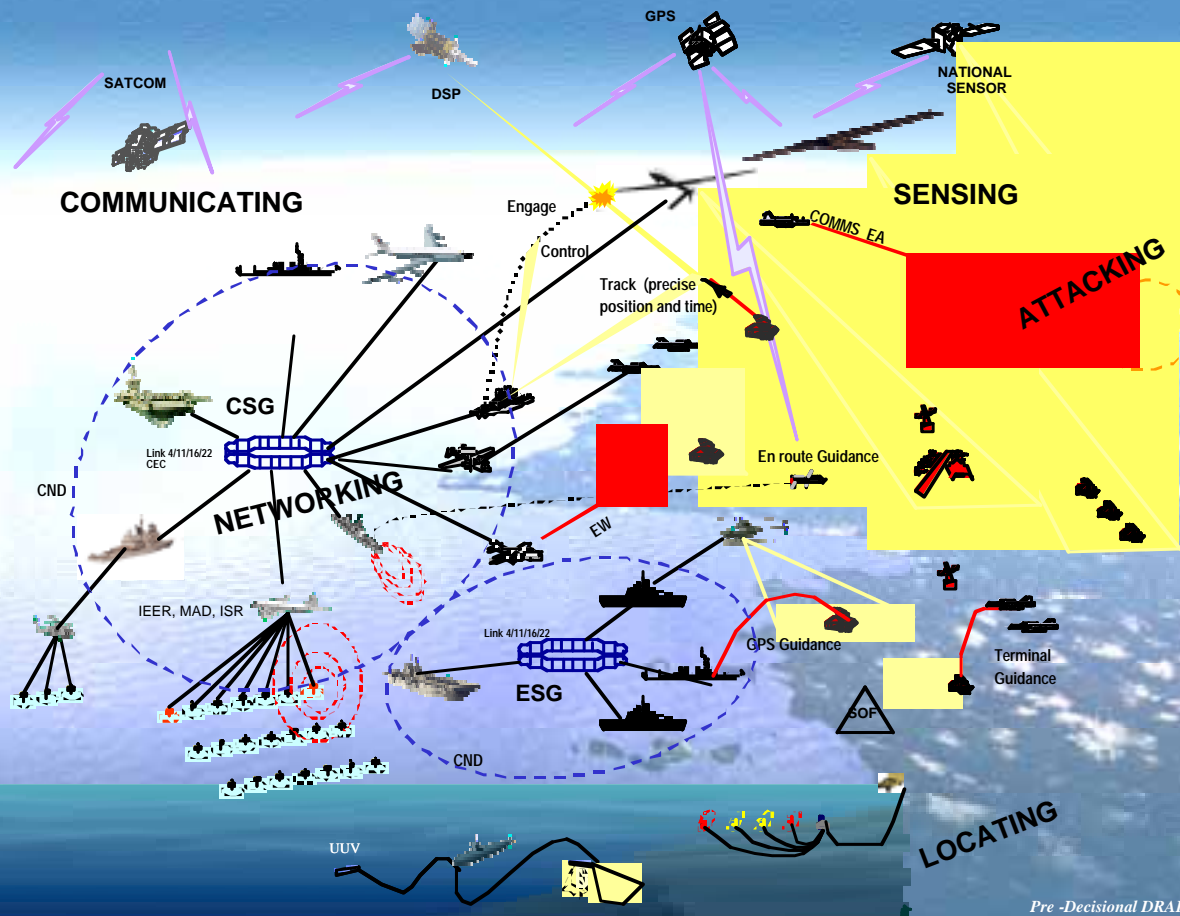 GPS
SATCOM
DSP
NATIONAL
SENSOR
COMMUNICATING
SENSING
Engage
COMMS EA
Control
ATTACKING
Track (precise
position and time)
CSG
Link 4/11/16/22
CEC
En route Guidance
CND
NETWORKING
EW
IEER, MAD, ISR
Link 4/11/16/22
GPS Guidance
ESG
Terminal
Guidance
SOF
CND
LOCATING
UUV
Pre -Decisional DRAF